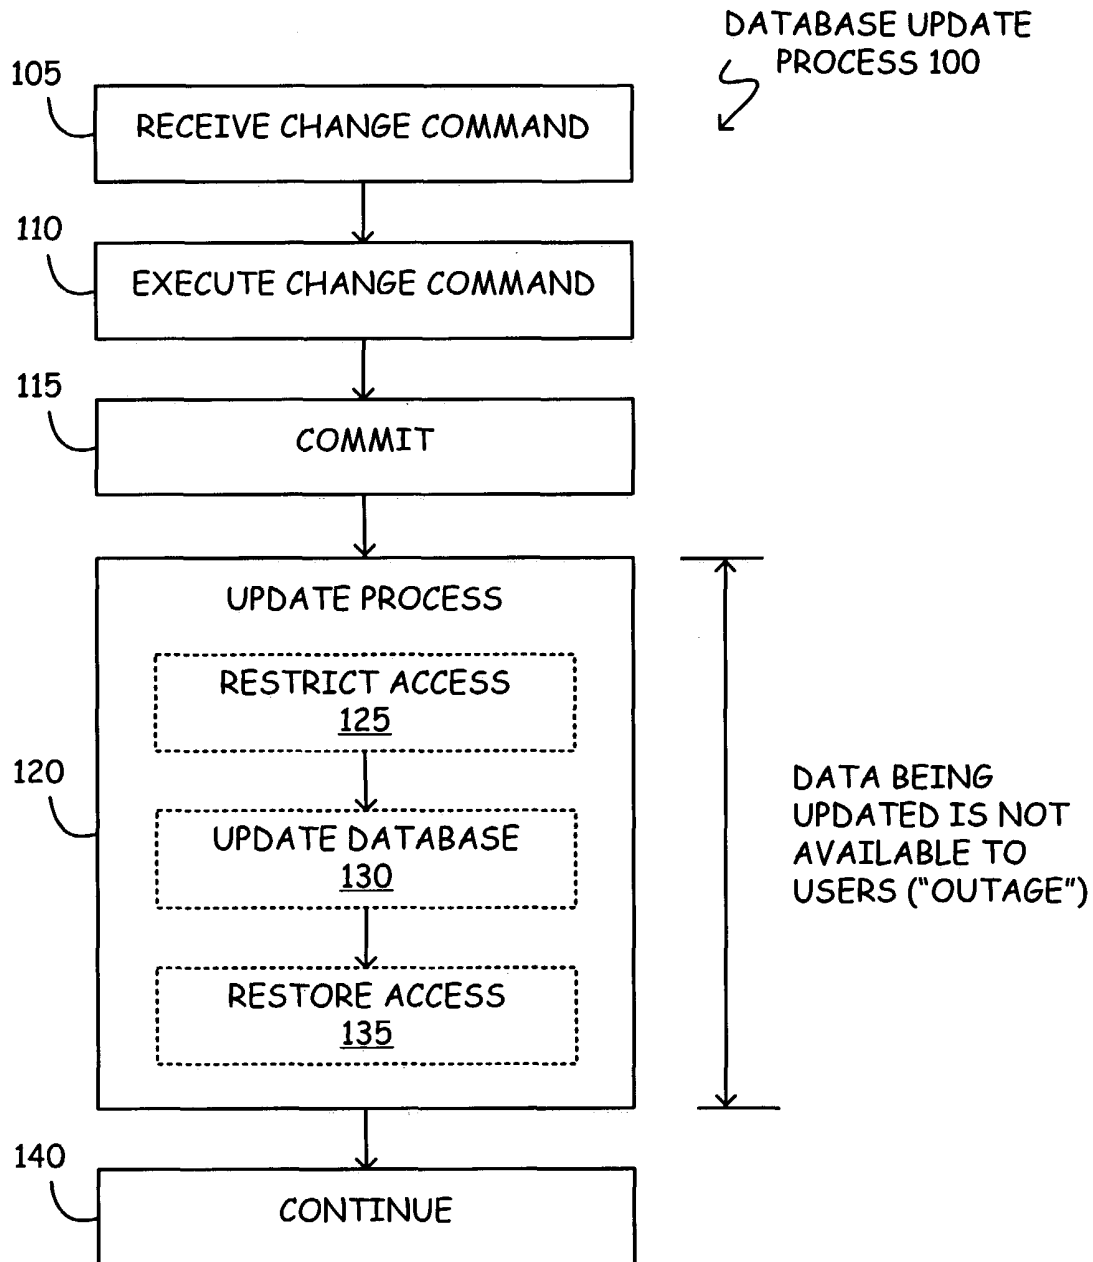 DATABASE UPDATE
PROCESS 100
105
RECEIVE CHANGE COMMAND
110
EXECUTE CHANGE COMMAND
115
COMMIT
UPDATE PROCESS
RESTRICT ACCESS
125
120
UPDATE DATABASE
130
RESTORE ACCESS
135
DATA BEING
UPDATED IS NOT
AVAILABLE TO
USERS ("OUTAGE")
140
CONTINUE